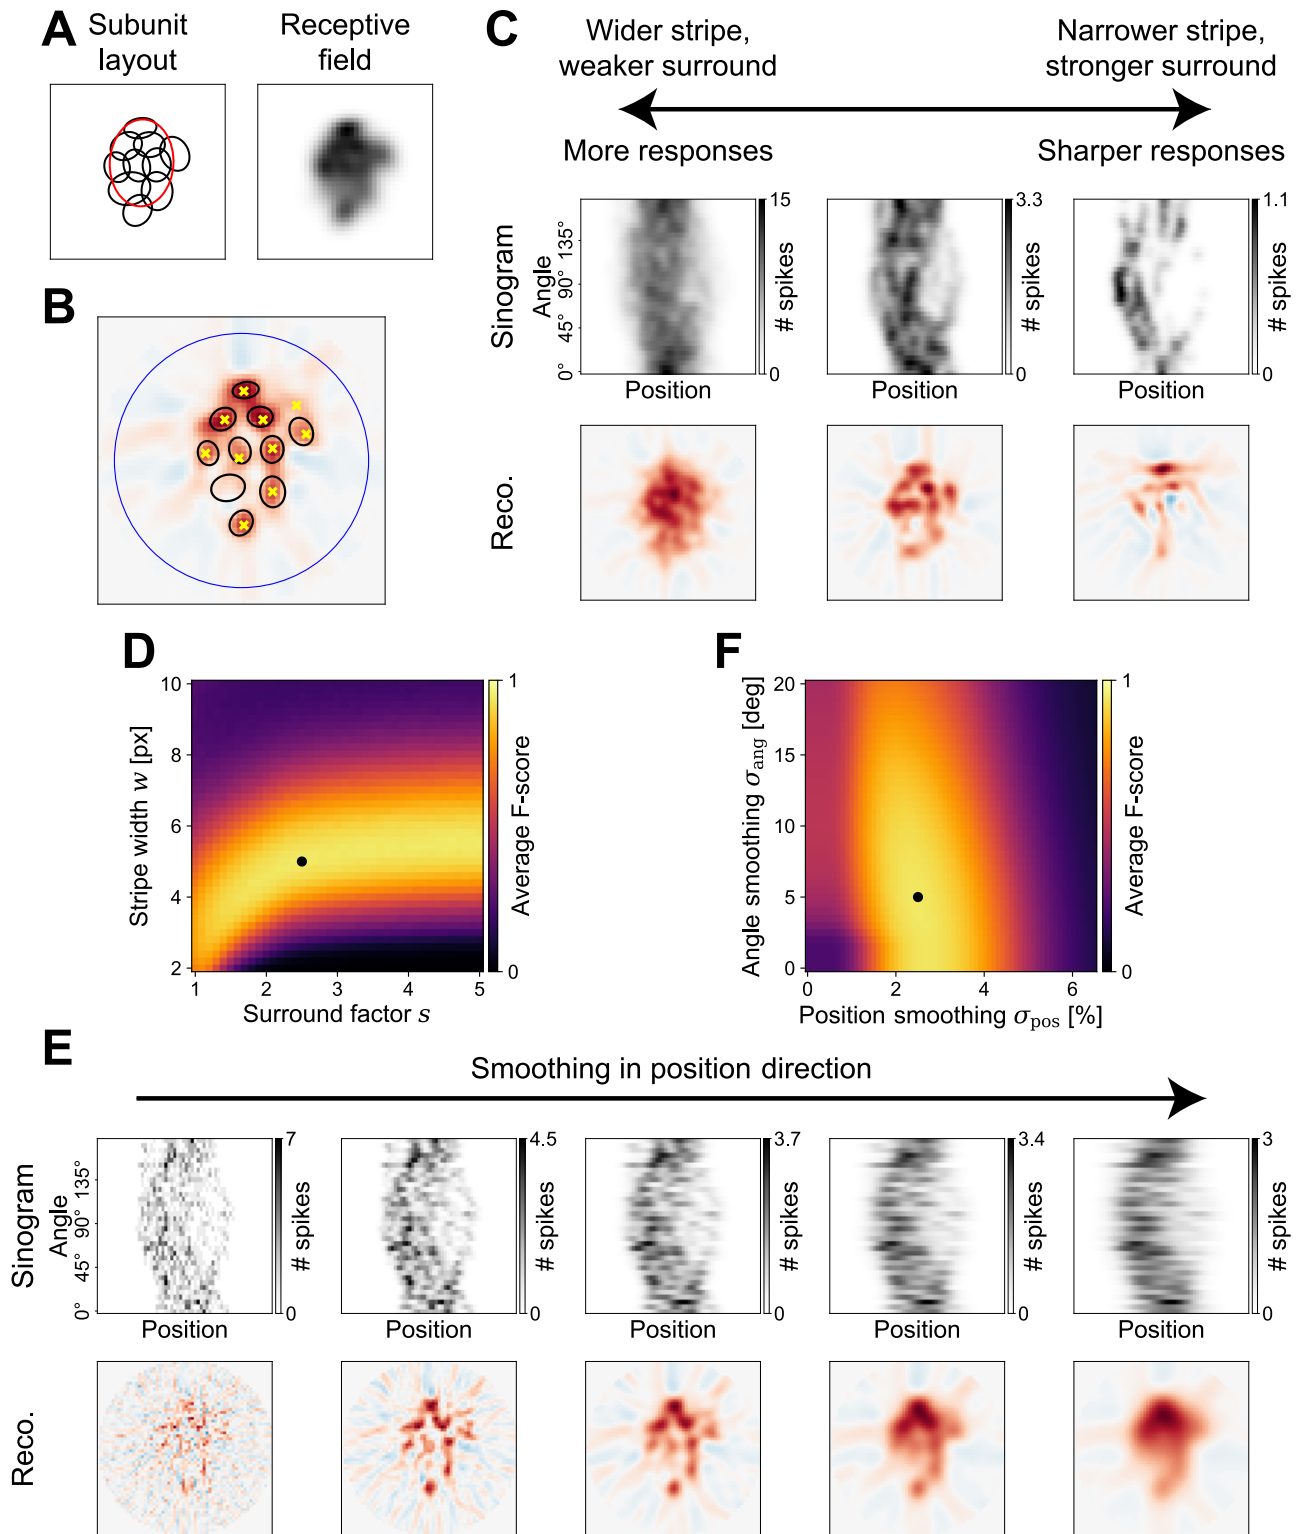 A
Subunit
layout
Receptive
field
B
C
Wider stripe,
weaker surround
Narrower stripe,
stronger surround
More responses
Sharper responses
Sinogram
Angle
135°
90°
45°
0°
Position
15
0
# spikes
Position
3.3
0
# spikes
Position
1.1
0
# spikes
Reco.
D
Stripe width w [px]
10
8
6
4
2
1
2
3
4
5
Surround factor s
1
0
Average F-score
F
Angle smoothing σang [deg]
20
15
10
5
0
0
2
4
6
Position smoothing σpos [%]
1
0
Average F-score
E
Smoothing in position direction
Sinogram
Angle
135°
90°
45°
0°
Position
7
0
# spikes
Position
4.5
0
# spikes
Position
3.7
0
# spikes
Position
3.4
0
# spikes
Position
3
0
# spikes
Reco.